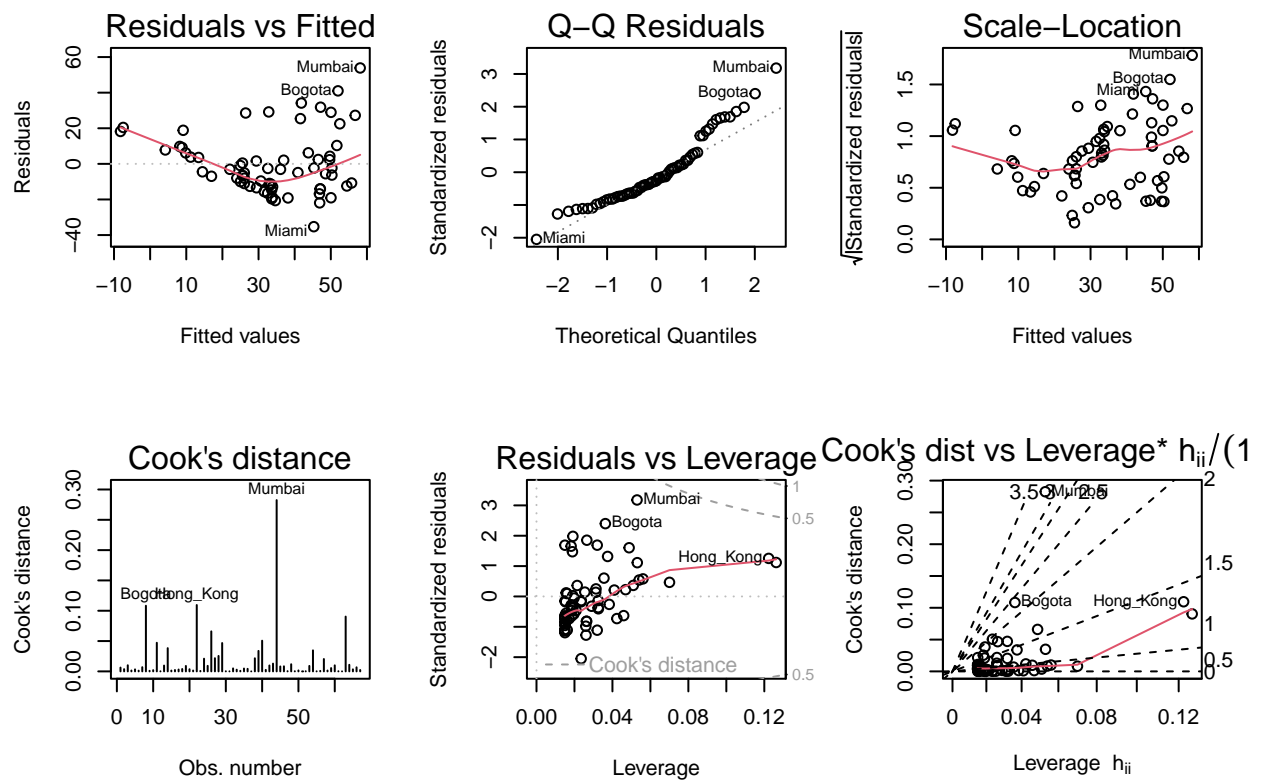 Residuals vs Fitted
Residuals
60
20
0
−40
Mumbai
Bogota
Miami
−10
10
30
50
Fitted values
Q−Q Residuals
Standardized residuals
3
2
1
0
−2
Mumbai
Bogota
Miami
−2
−1
0
1
2
Theoretical Quantiles
Scale−Location
√|Standardized residuals|
1.5
1.0
0.5
0.0
Mumbai
Bogota
Miami
−10
10
30
50
Fitted values
Cook's distance
Cook's distance
0.30
0.20
0.10
0.00
Mumbai
Bogota
Hong_Kong
0
10
30
50
Obs. number
Residuals vs Leverage
Standardized residuals
3
2
0
−2
Mumbai
Bogota
Hong_Kong
Cook's distance
1
0.5
0.5
0.00
0.04
0.08
0.12
Leverage
Cook's dist vs Leverage* hii/(1
Cook's distance
0.30
0.20
0.10
0.00
3.5
3
2.5
2
1.5
1
0.5
0
Mumbai
Bogota
Hong_Kong
0
0.04
0.08
0.12
Leverage hii